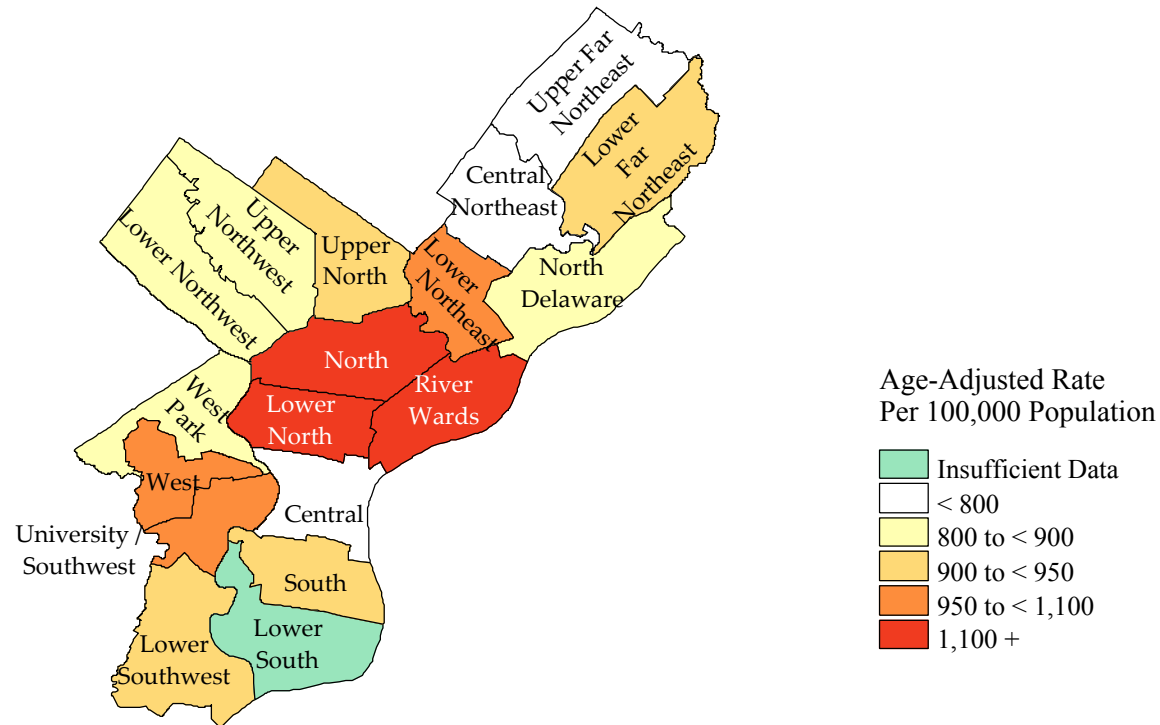 Upper Far
Northeast
Lower
Far
Northeast
Central
Northeast
Upper
Northwest
Lower Northwest
Upper
North
Lower
Northeast
North
Delaware
North
River
Wards
Lower
North
West
Park
West
University /
Southwest
Central
South
Lower
South
Lower
Southwest
Age-Adjusted Rate
Per 100,000 Population
Insufficient Data
< 800
800 to < 900
900 to < 950
950 to < 1,100
1,100 +